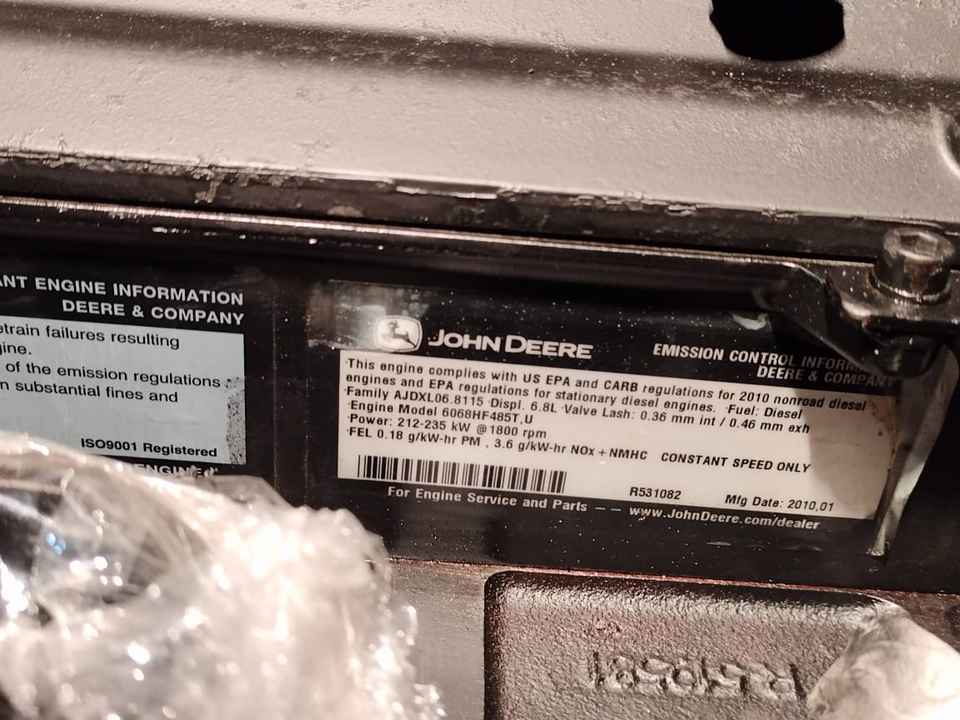 ANT ENGINE INFORMATION
DEERE & COMPANY
etrain failures resulting
gine.
of the emission regulations
n substantial fines and
ISO9001 Registered
ENGINE
JOHN DEERE
EMISSION CONTROL INFORM
DEERE & COMPANY
This engine complies with US EPA and CARB regulations for 2010 nonroad diesel
engines and EPA regulations for stationary diesel engines. Fuel: Diesel
Family AJDXL06.8115 Displ. 6.8L Valve Lash: 0.36 mm int / 0.46 mm exh
Engine Model 6068HF485T,U
Power: 212-235 kW @1800 rpm
FEL 0.18 g/kW-hr PM , 3.6 g/kW-hr NOx + NMHC CONSTANT SPEED ONLY
R531082 Mfg Date: 2010,01
For Engine Service and Parts — — www.JohnDeere.com/dealer